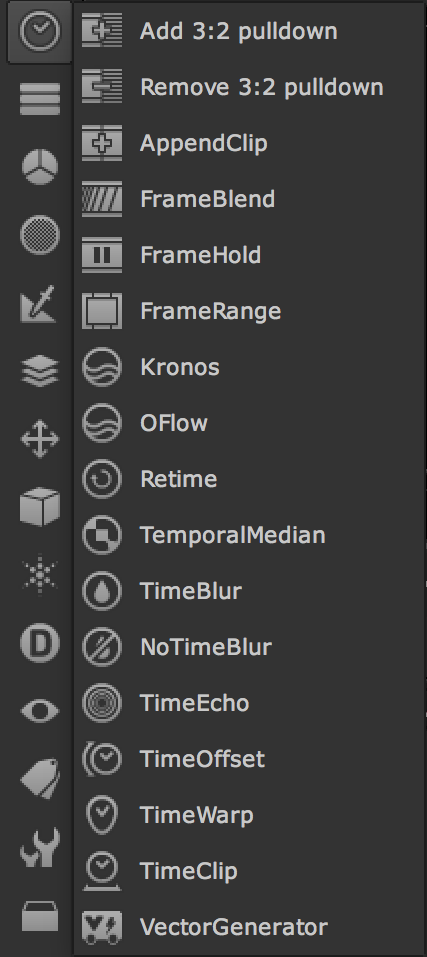 Add 3:2 pulldown
Remove 3:2 pulldown
AppendClip
FrameBlend
FrameHold
FrameRange
Kronos
OFlow
Retime
TemporalMedian
TimeBlur
NoTimeBlur
TimeEcho
TimeOffset
TimeWarp
TimeClip
D
VectorGenerator